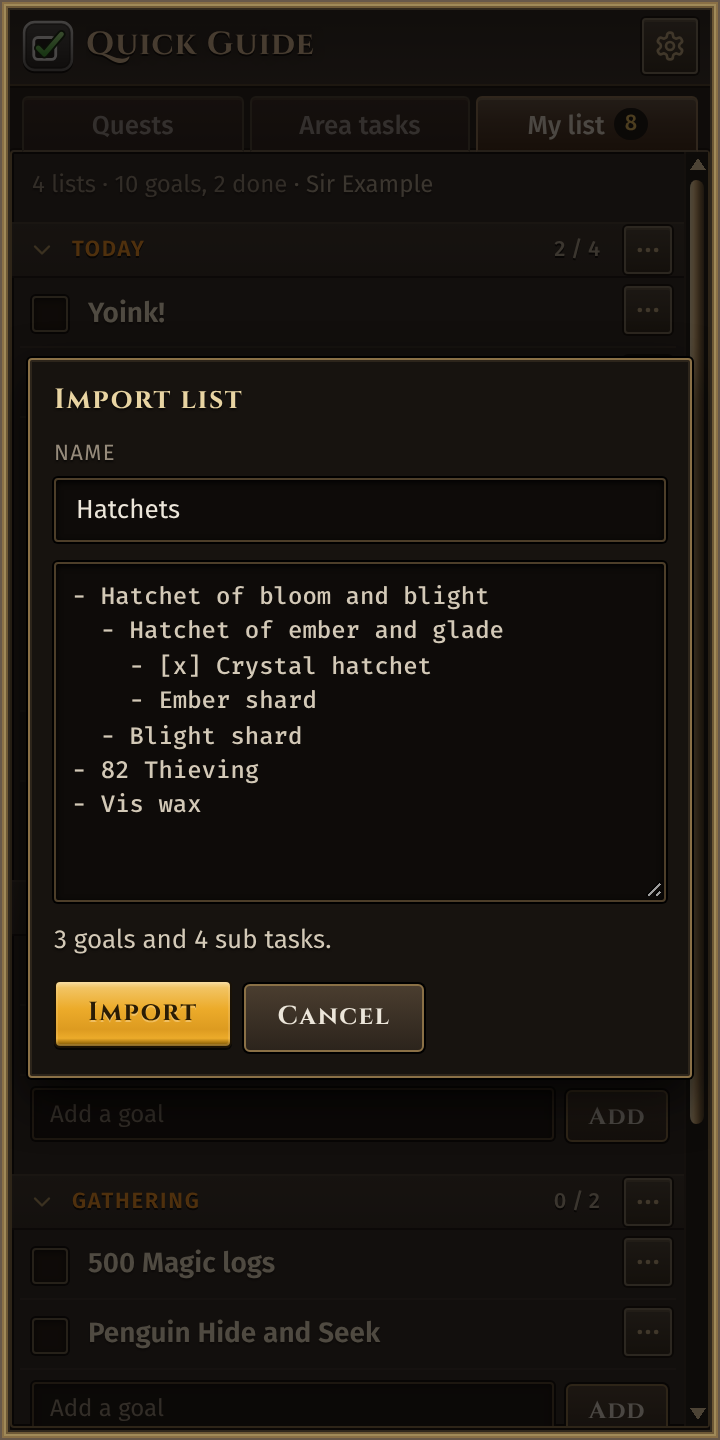 Quick Guide
Quests
Area tasks
My list 8
4 lists · 10 goals, 2 done · Sir Example
TODAY 2 / 4 ...
Yoink! ...
Import list
NAME
Hatchets
- Hatchet of bloom and blight
  - Hatchet of ember and glade
    - [x] Crystal hatchet
    - Ember shard
  - Blight shard
- 82 Thieving
- Vis wax
3 goals and 4 sub tasks.
Import
Cancel
Add a goal
Add
GATHERING 0 / 2 ...
500 Magic logs ...
Penguin Hide and Seek ...
Add a goal
Add